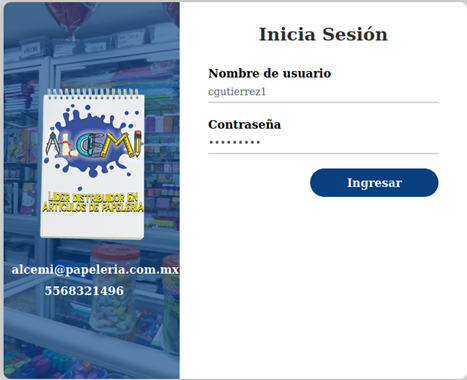 ALCEMI
LIDER DISTRIBUIDOR EN
ARTICULOS DE PAPELERIA
alcemi@papeleria.com.mx
5568321496
Inicia Sesión
Nombre de usuario
cgutierrez1
Contraseña
•••••••••
Ingresar